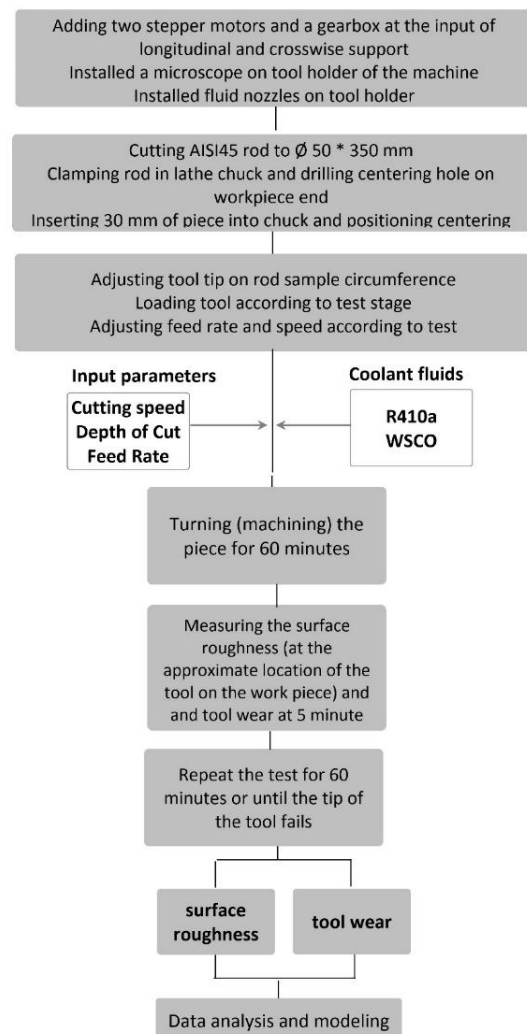 Adding two stepper motors and a gearbox at the input of
longitudinal and crosswise support
Installed a microscope on tool holder of the machine
Installed fluid nozzles on tool holder
Cutting AISI45 rod to Ø 50 * 350 mm
Clamping rod in lathe chuck and drilling centering hole on
workpiece end
Inserting 30 mm of piece into chuck and positioning centering
Adjusting tool tip on rod sample circumference
Loading tool according to test stage
Adjusting feed rate and speed according to test
Input parameters
Cutting speed
Depth of Cut
Feed Rate
Coolant fluids
R410a
WSCO
Turning (machining) the
piece for 60 minutes
Measuring the surface
roughness (at the
approximate location of the
tool on the work piece) and
and tool wear at 5 minute
Repeat the test for 60
minutes or until the tip of
the tool fails
surface
roughness
tool wear
Data analysis and modeling